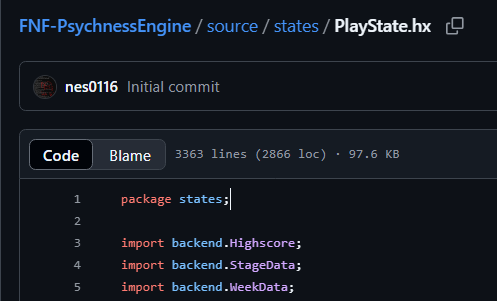 FNF-PsychnessEngine / source / states / PlayState.hx
nes0116 Initial commit
Code Blame 3363 lines (2866 loc) · 97.6 KB
1 package states;
2
3 import backend.Highscore;
4 import backend.StageData;
5 import backend.WeekData;